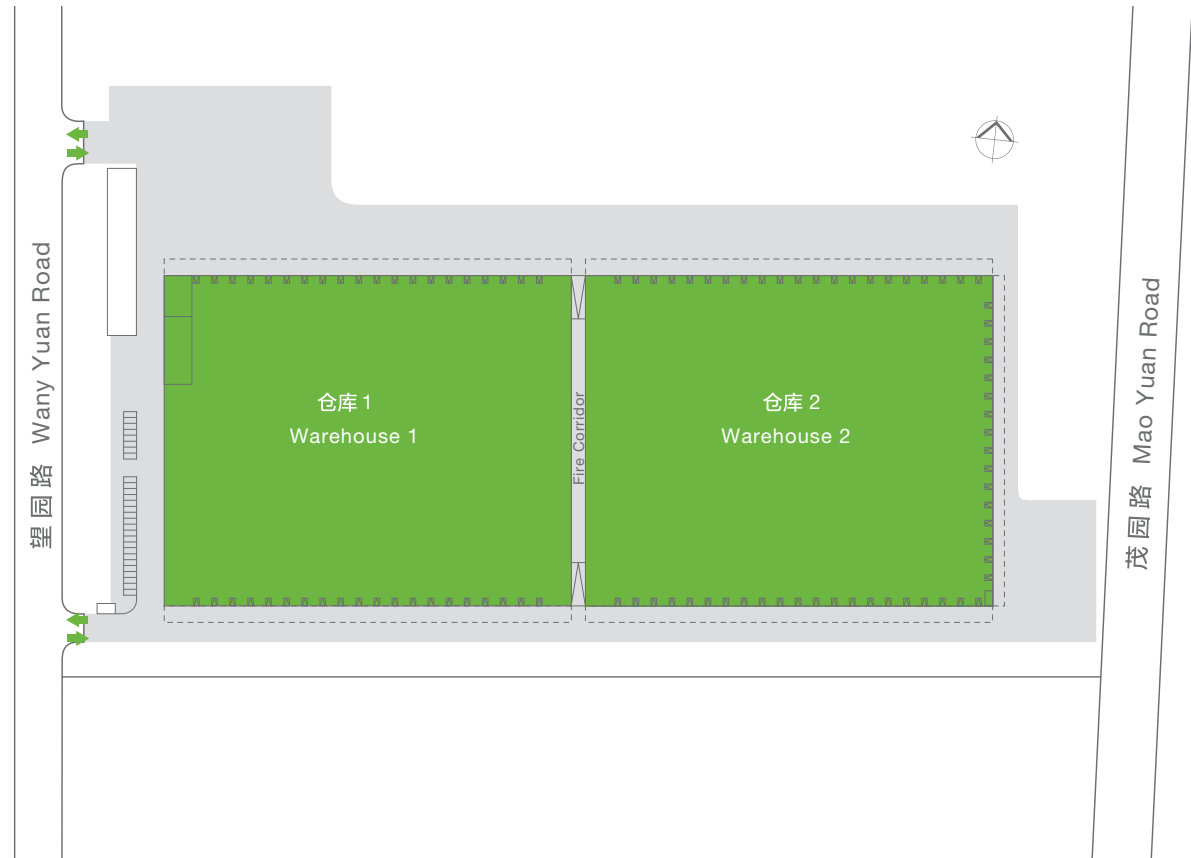 望园路 Wany Yuan Road
仓库 1
Warehouse 1
Fire Corridor
仓库 2
Warehouse 2
茂园路 Mao Yuan Road